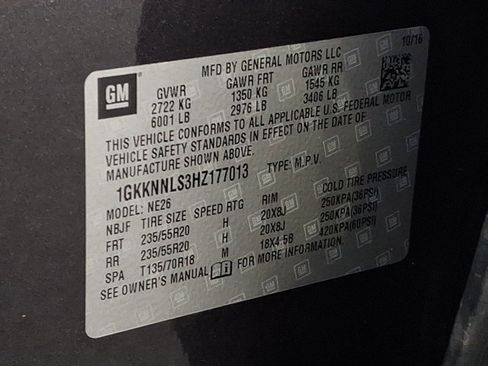 10/16
GM
MFD BY GENERAL MOTORS LLC
GVWR GAWR FRT GAWR RR
2722 KG 1350 KG 1545 KG
6001 LB 2976 LB 3406 LB
THIS VEHICLE CONFORMS TO ALL APPLICABLE U.S. FEDERAL MOTOR
VEHICLE SAFETY STANDARDS IN EFFECT ON THE DATE OF
MANUFACTURE SHOWN ABOVE.
1GKKNNLS3HZ177013 TYPE: M.P.V.
MODEL: NE26
NBJF TIRE SIZE SPEED RTG RIM COLD TIRE PRESSURE
FRT 235/55R20 H 20X8J 250KPA(36PSI)
RR 235/55R20 H 20X8J 250KPA(36PSI)
SPA T135/70R18 M 18X4.5B 420KPA(60PSI)
SEE OWNER'S MANUAL FOR MORE INFORMATION.